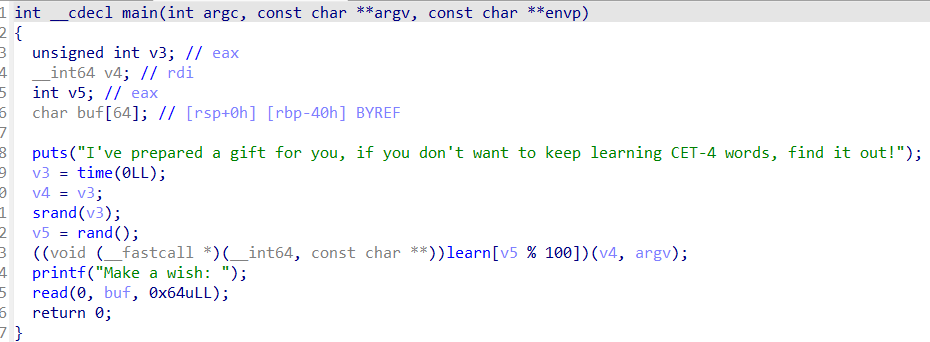 1 int __cdecl main(int argc, const char **argv, const char **envp)
2 {
3 unsigned int v3; // eax
4 __int64 v4; // rdi
5 int v5; // eax
6 char buf[64]; // [rsp+0h] [rbp-40h] BYREF
7
8 puts("I've prepared a gift for you, if you don't want to keep learning CET-4 words, find it out!");
9 v3 = time(0LL);
0 v4 = v3;
1 srand(v3);
2 v5 = rand();
3 ((void (__fastcall *)(__int64, const char **))learn[v5 % 100])(v4, argv);
4 printf("Make a wish: ");
5 read(0, buf, 0x64uLL);
6 return 0;
7 }